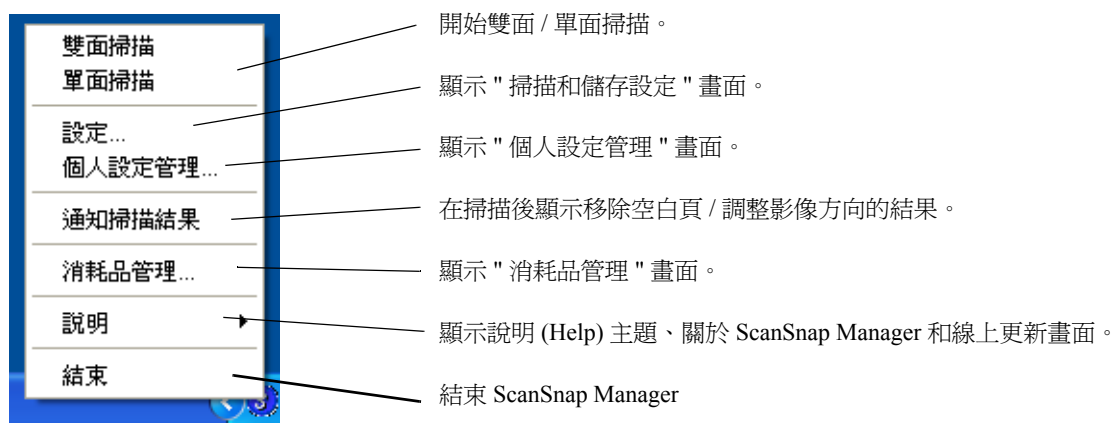 雙面掃描
單面掃描
設定...
個人設定管理...
通知掃描結果
消耗品管理...
說明
結束
開始雙面 / 單面掃描。
顯示 " 掃描和儲存設定 " 畫面。
顯示 " 個人設定管理 " 畫面。
在掃描後顯示移除空白頁 / 調整影像方向的結果。
顯示 " 消耗品管理 " 畫面。
顯示說明 (Help) 主題、關於 ScanSnap Manager 和線上更新畫面。
結束 ScanSnap Manager